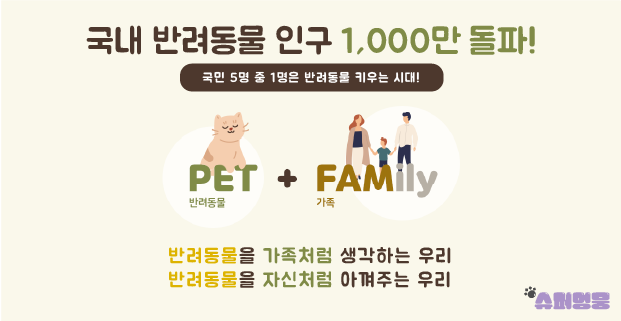 국내 반려동물 인구 1,000만 돌파!
국민 5명 중 1명은 반려동물 키우는 시대!
PET + FAMily
반려동물 가족
반려동물을 가족처럼 생각하는 우리
반려동물을 자신처럼 아껴주는 우리
슈퍼멍뭉